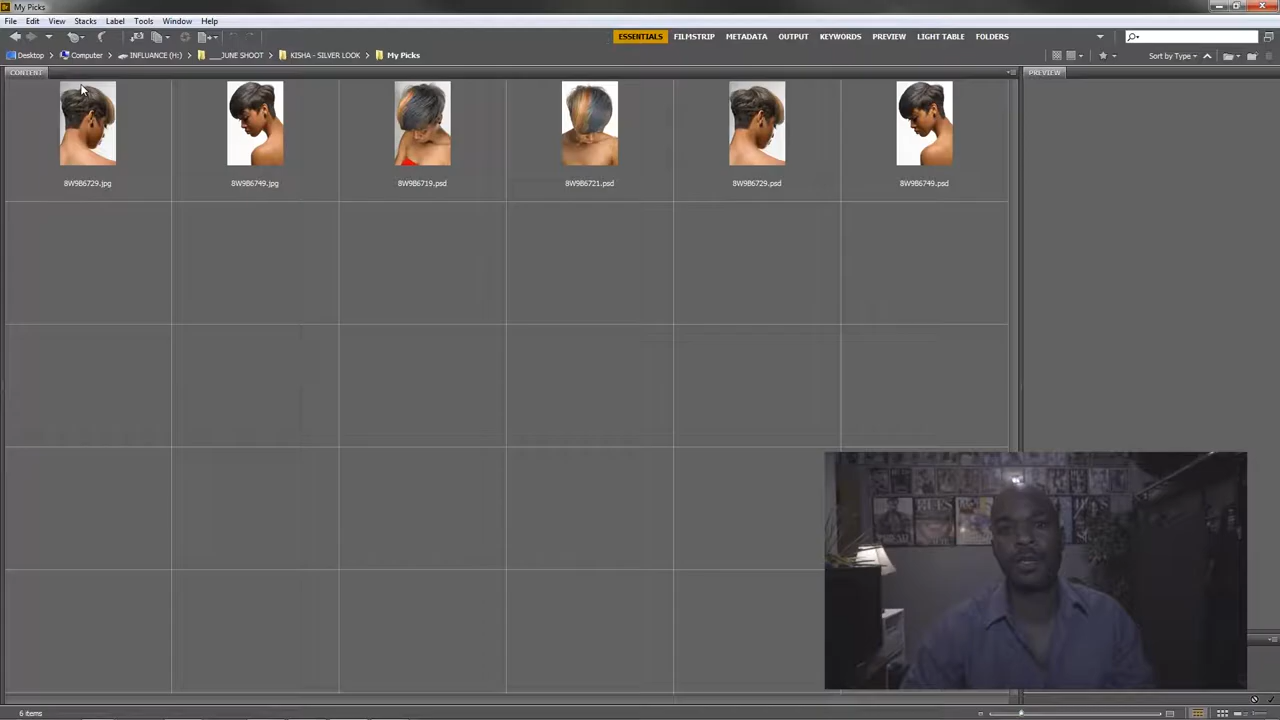 Br My Picks
File Edit View Stacks Label Tools Window Help
ESSENTIALS FILMSTRIP METADATA OUTPUT KEYWORDS PREVIEW LIGHT TABLE FOLDERS
Desktop Computer INFLUANCE (H:) ___JUNE SHOOT KISHA - SILVER LOOK My Picks Sort by Type
CONTENT PREVIEW
8W9B6729.jpg 8W9B6749.jpg 8W9B6719.psd 8W9B6721.psd 8W9B6729.psd 8W9B6749.psd
6 items